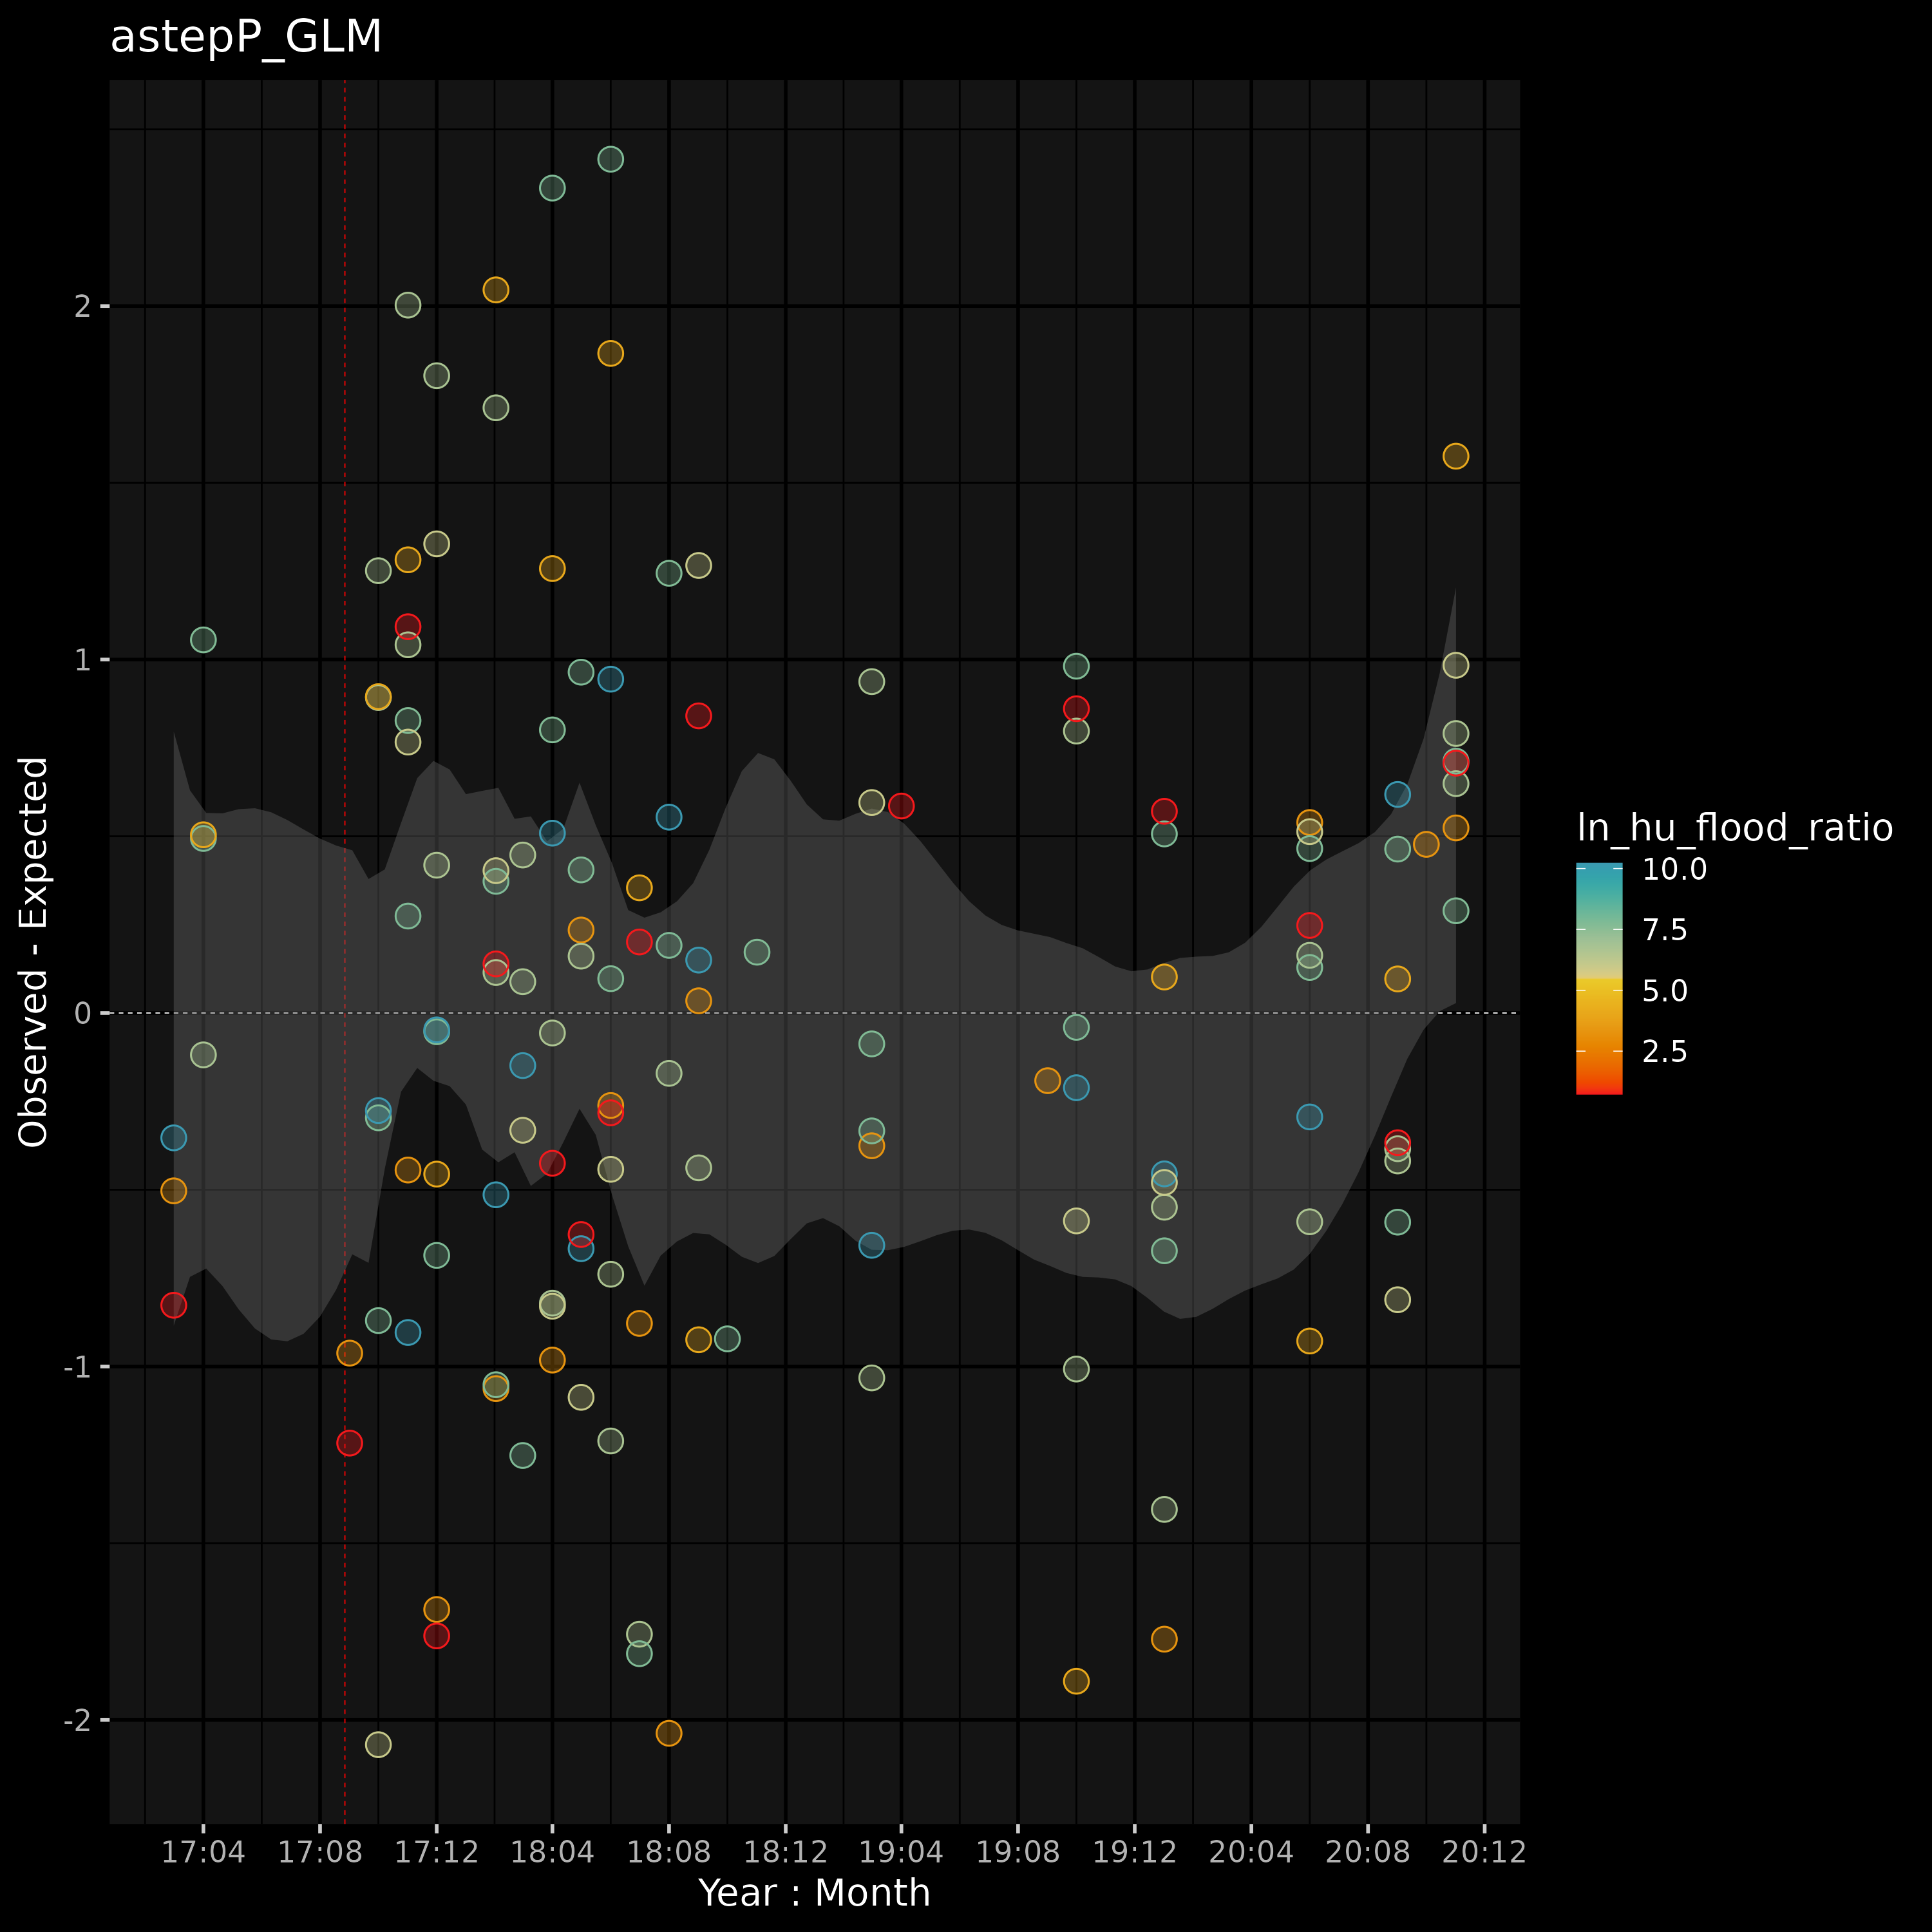 astepP_GLM
Observed - Expected
2
1
0
-1
-2
17:04 17:08 17:12 18:04 18:08 18:12 19:04 19:08 19:12 20:04 20:08 20:12
Year : Month
ln_hu_flood_ratio
10.0
7.5
5.0
2.5